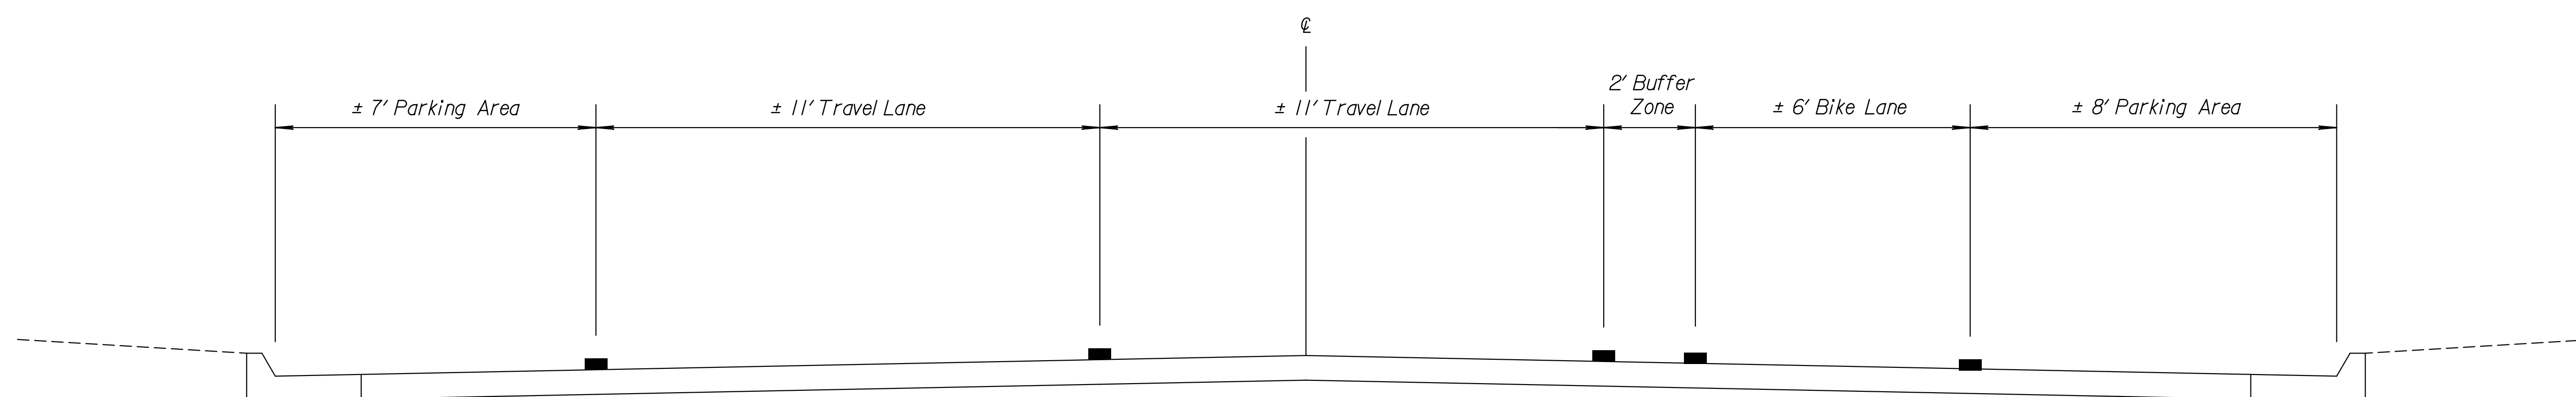 ℄
± 7' Parking Area
± 11' Travel Lane
± 11' Travel Lane
2' Buffer
Zone
± 6' Bike Lane
± 8' Parking Area